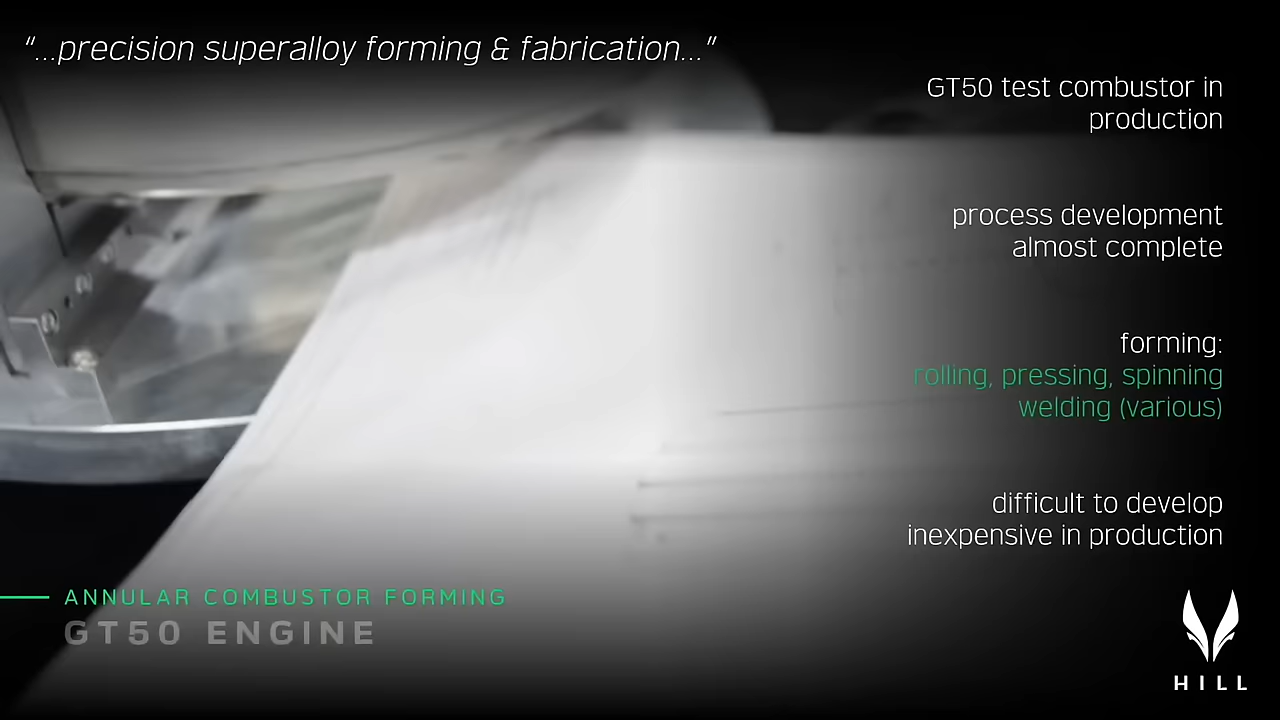 “...precision superalloy forming & fabrication...”
GT50 test combustor in
production
process development
almost complete
forming:
rolling, pressing, spinning
welding (various)
difficult to develop
inexpensive in production
ANNULAR COMBUSTOR FORMING
GT50 ENGINE
HILL